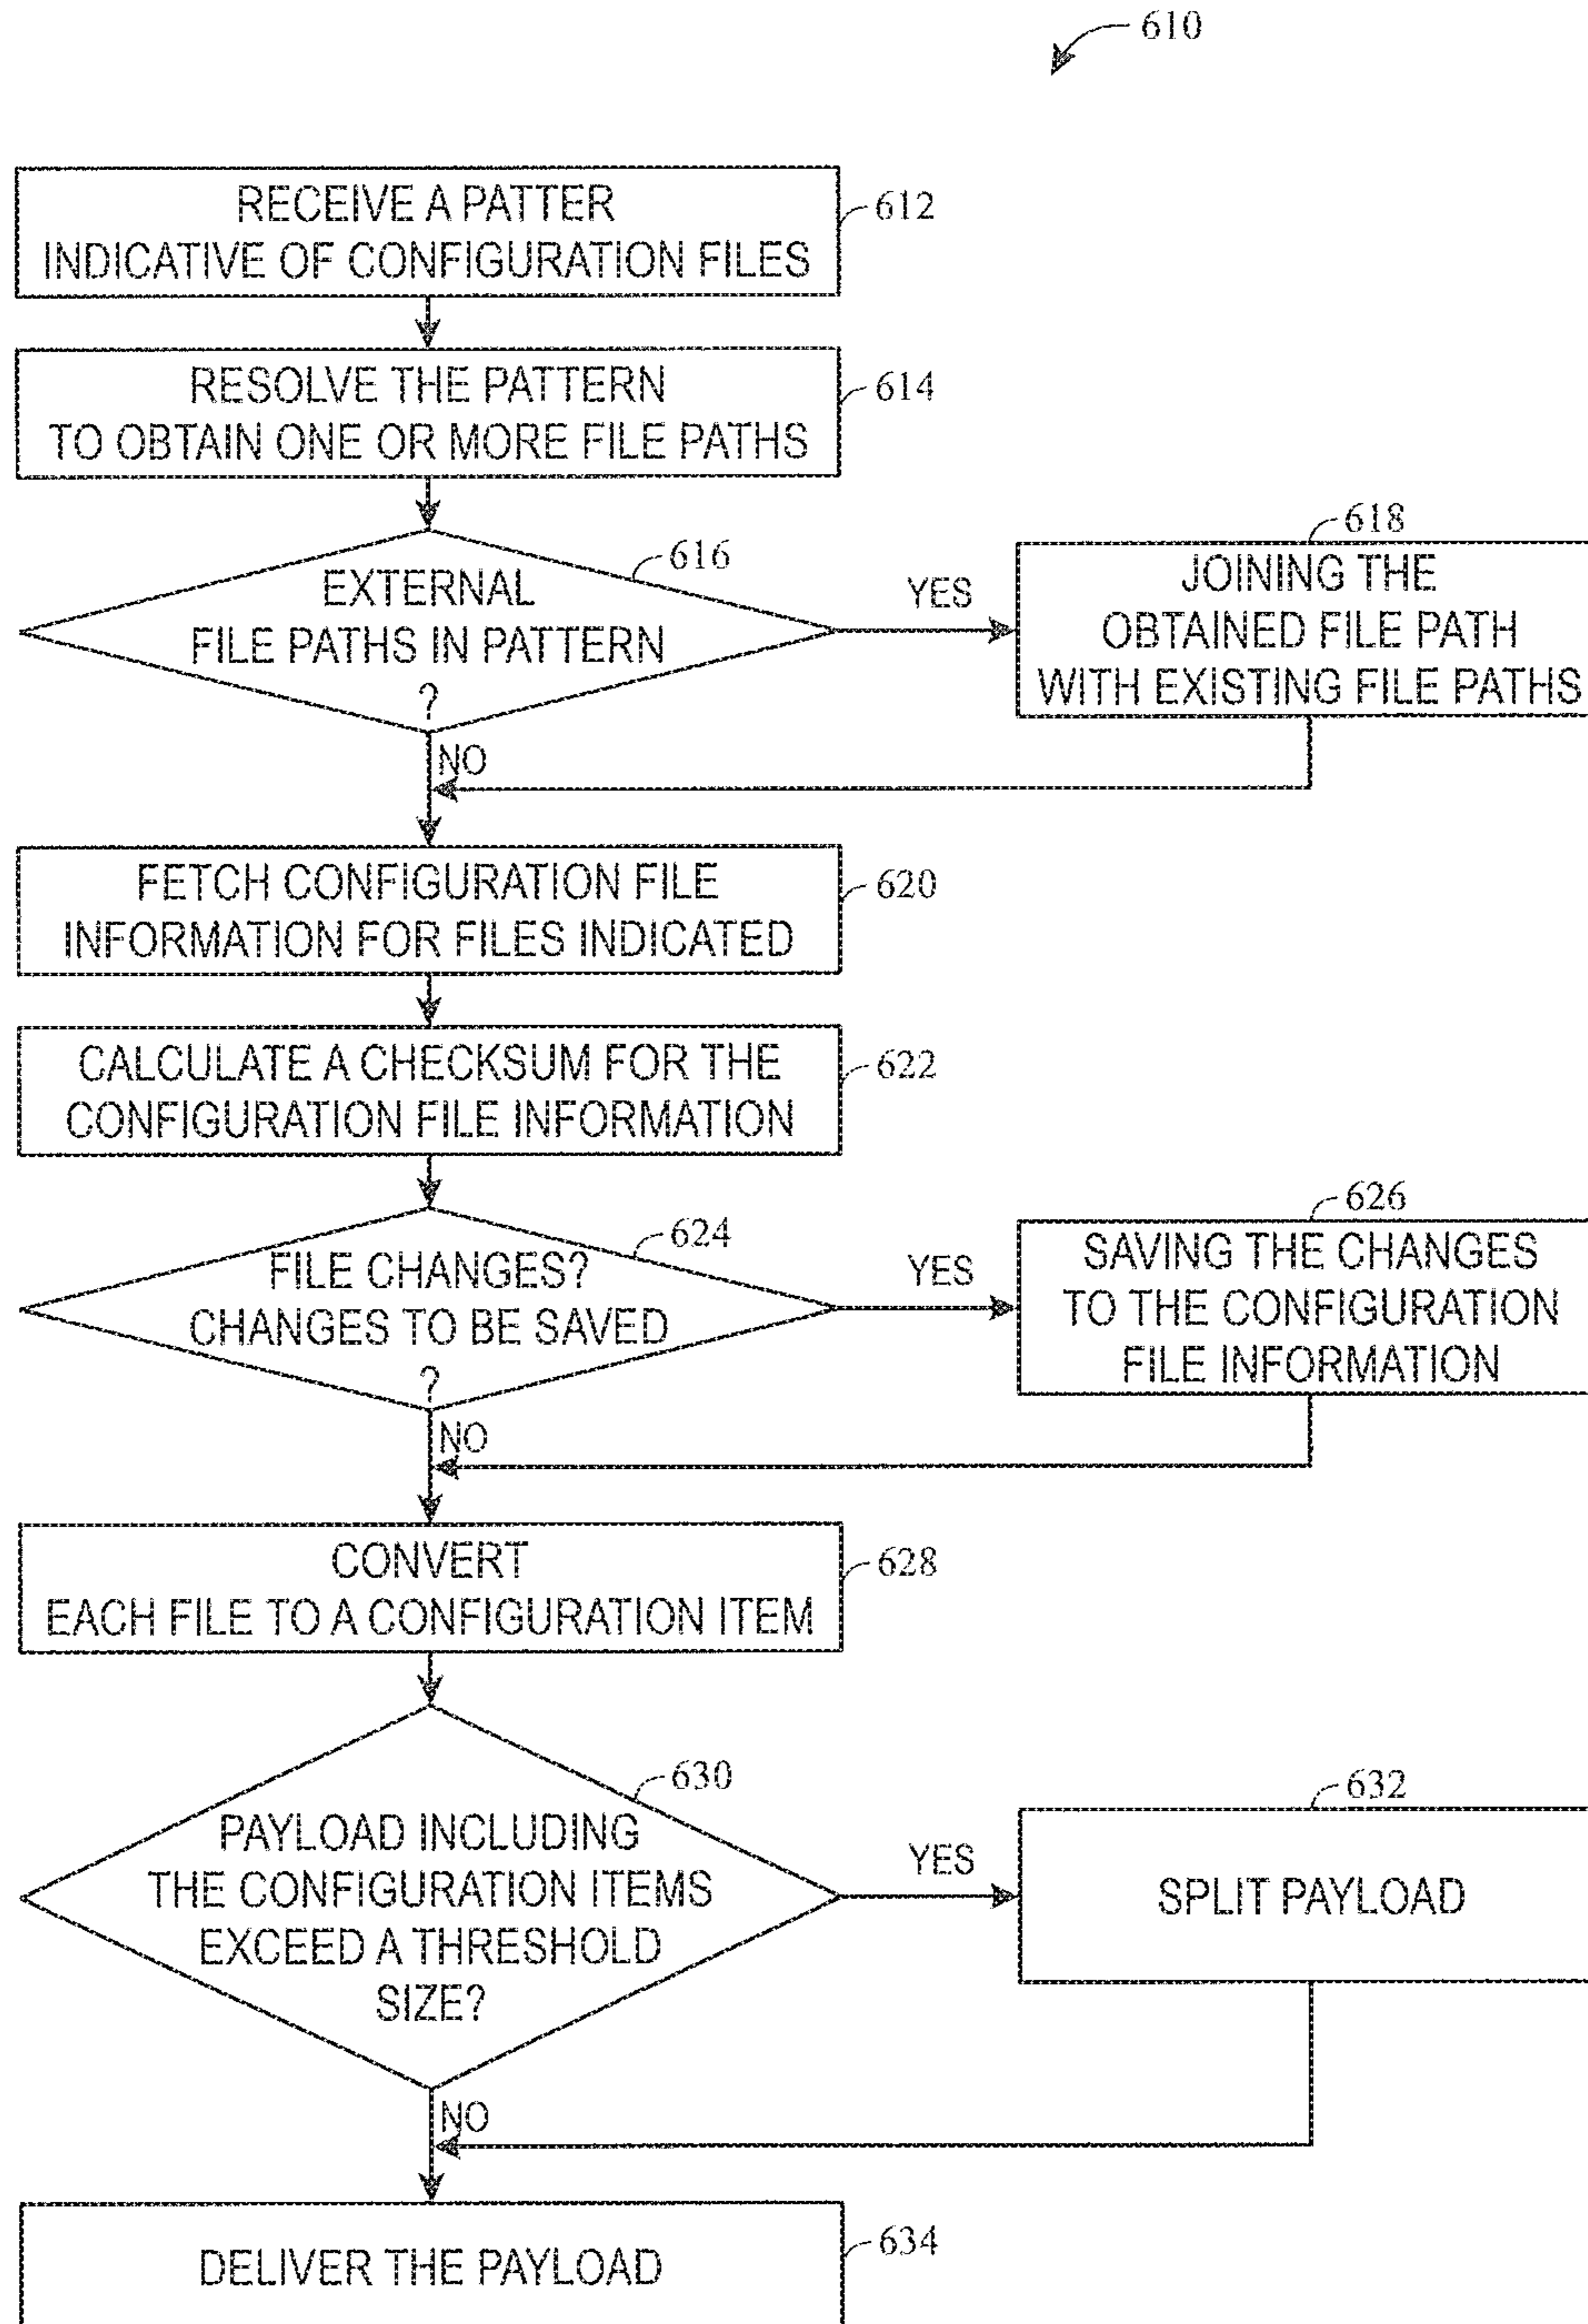 610
RECEIVE A PATTER
INDICATIVE OF CONFIGURATION FILES
612
RESOLVE THE PATTERN
TO OBTAIN ONE OR MORE FILE PATHS
614
EXTERNAL
FILE PATHS IN PATTERN
?
616
YES
618
JOINING THE
OBTAINED FILE PATH
WITH EXISTING FILE PATHS
NO
FETCH CONFIGURATION FILE
INFORMATION FOR FILES INDICATED
620
CALCULATE A CHECKSUM FOR THE
CONFIGURATION FILE INFORMATION
622
FILE CHANGES?
CHANGES TO BE SAVED
?
624
YES
626
SAVING THE CHANGES
TO THE CONFIGURATION
FILE INFORMATION
NO
CONVERT
EACH FILE TO A CONFIGURATION ITEM
628
PAYLOAD INCLUDING
THE CONFIGURATION ITEMS
EXCEED A THRESHOLD
SIZE?
630
YES
632
SPLIT PAYLOAD
NO
DELIVER THE PAYLOAD
634